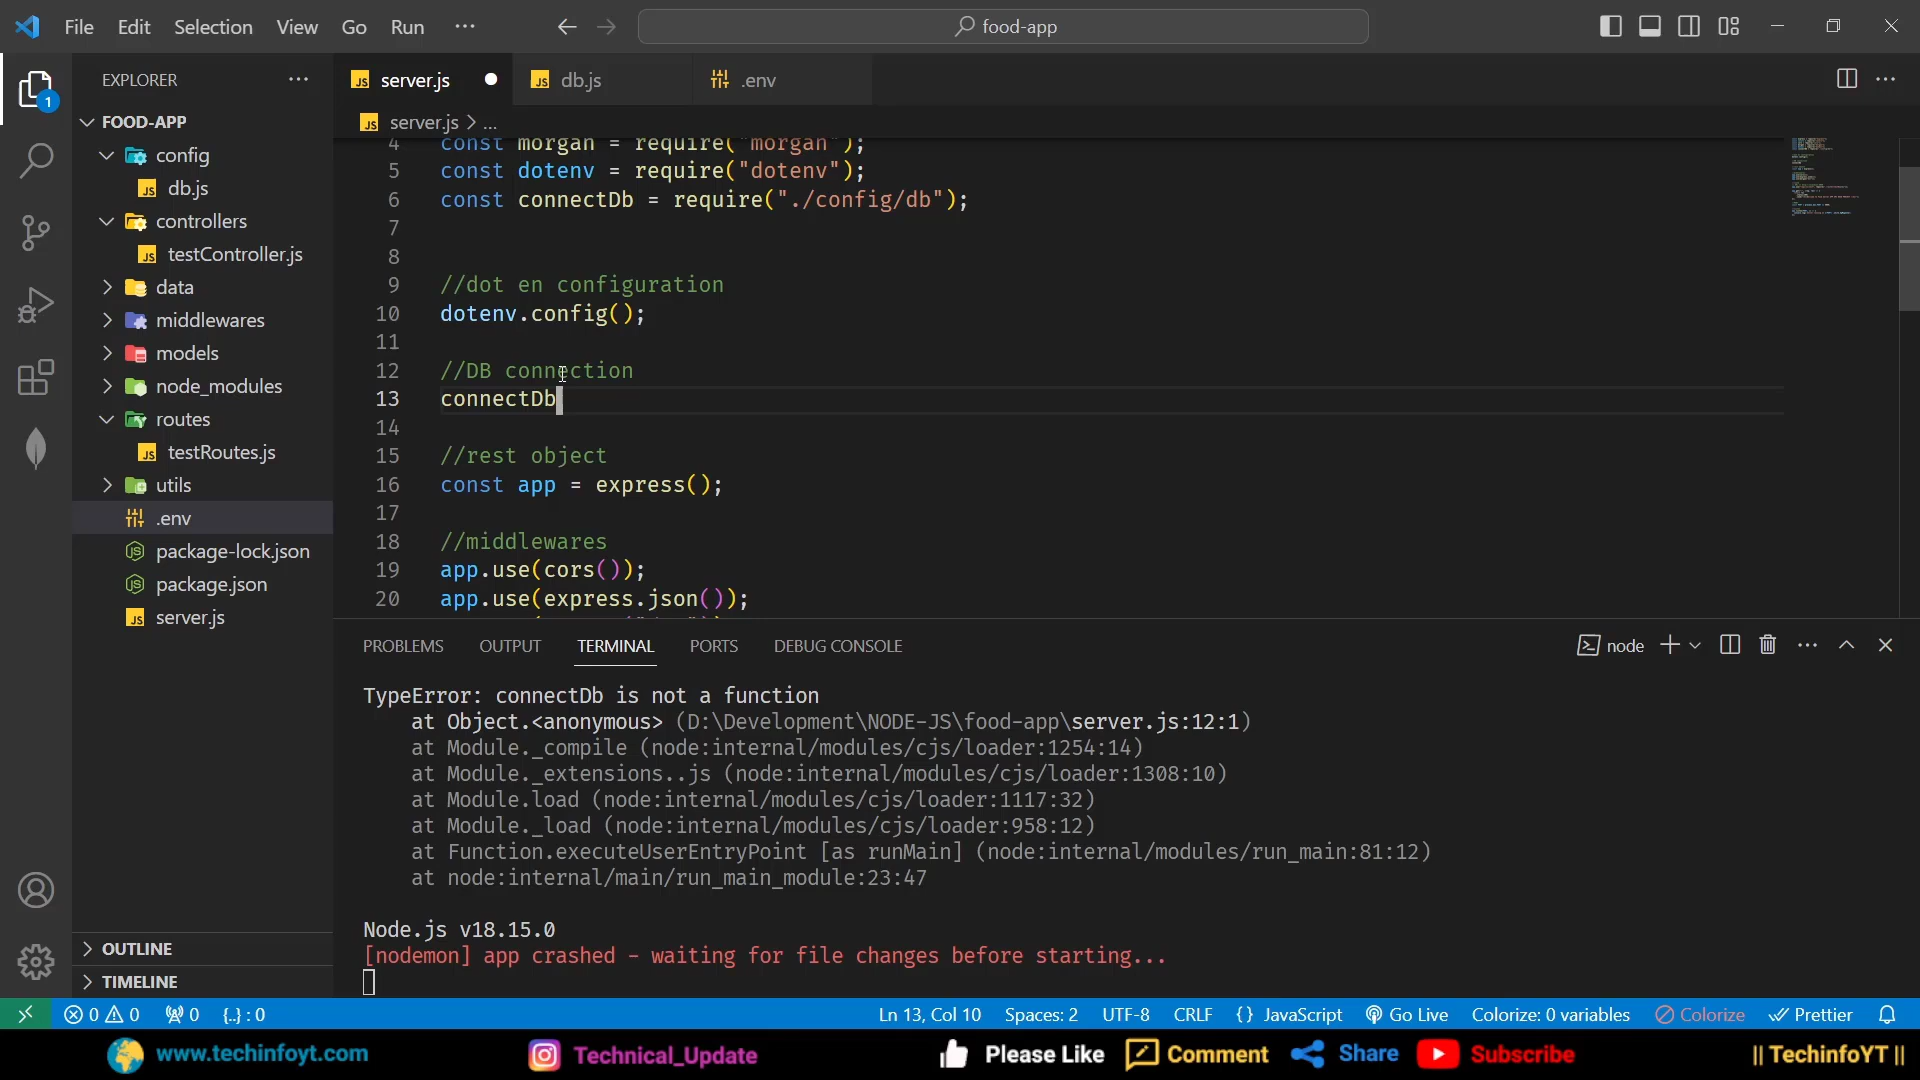 File Edit Selection View Go Run ... food-app
EXPLORER ...
server.js
db.js
.env
server.js > ...
FOOD-APP
config
db.js
controllers
testController.js
data
middlewares
models
node_modules
routes
testRoutes.js
utils
.env
package-lock.json
package.json
server.js
OUTLINE
TIMELINE
4 const morgan = require("morgan");
5 const dotenv = require("dotenv");
6 const connectDb = require("./config/db");
7
8
9 //dot en configuration
10 dotenv.config();
11
12 //DB connection
13 connectDb
14
15 //rest object
16 const app = express();
17
18 //middlewares
19 app.use(cors());
20 app.use(express.json());
PROBLEMS OUTPUT TERMINAL PORTS DEBUG CONSOLE node
TypeError: connectDb is not a function
at Object.<anonymous> (D:\Development\NODE-JS\food-app\server.js:12:1)
at Module._compile (node:internal/modules/cjs/loader:1254:14)
at Module._extensions..js (node:internal/modules/cjs/loader:1308:10)
at Module.load (node:internal/modules/cjs/loader:1117:32)
at Module._load (node:internal/modules/cjs/loader:958:12)
at Function.executeUserEntryPoint [as runMain] (node:internal/modules/run_main:81:12)
at node:internal/main/run_main_module:23:47
Node.js v18.15.0
[nodemon] app crashed - waiting for file changes before starting...
0 0 0 {..} : 0 Ln 13, Col 10 Spaces: 2 UTF-8 CRLF {} JavaScript Go Live Colorize: 0 variables Colorize Prettier
www.techinfoyt.com Technical_Update Please Like Comment Share Subscribe || TechinfoYT ||